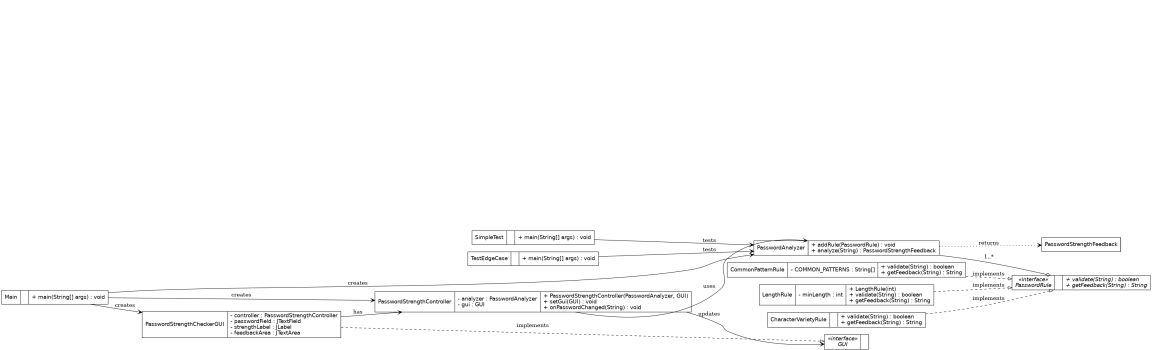 SimpleTest
+ main(String[] args) : void
tests
TestEdgeCase
+ main(String[] args) : void
tests
PasswordAnalyzer
+ addRule(PasswordRule) : void
+ analyze(String) : PasswordStrengthFeedback
returns
PasswordStrengthFeedback
1..*
CommonPatternRule
- COMMON_PATTERNS : String[]
+ validate(String) : boolean
+ getFeedback(String) : String
implements
«interface»
PasswordRule
+ validate(String) : boolean
+ getFeedback(String) : String
LengthRule
- minLength : int
+ LengthRule(int)
+ validate(String) : boolean
+ getFeedback(String) : String
implements
CharacterVarietyRule
+ validate(String) : boolean
+ getFeedback(String) : String
implements
Main
+ main(String[] args) : void
creates
creates
creates
PasswordStrengthController
- analyzer : PasswordAnalyzer
- gui : GUI
+ PasswordStrengthController(PasswordAnalyzer, GUI)
+ setGui(GUI) : void
+ onPasswordChanged(String) : void
uses
updates
PasswordStrengthCheckerGUI
- controller : PasswordStrengthController
- passwordField : JTextField
- strengthLabel : JLabel
- feedbackArea : JTextArea
has
implements
«interface»
GUI